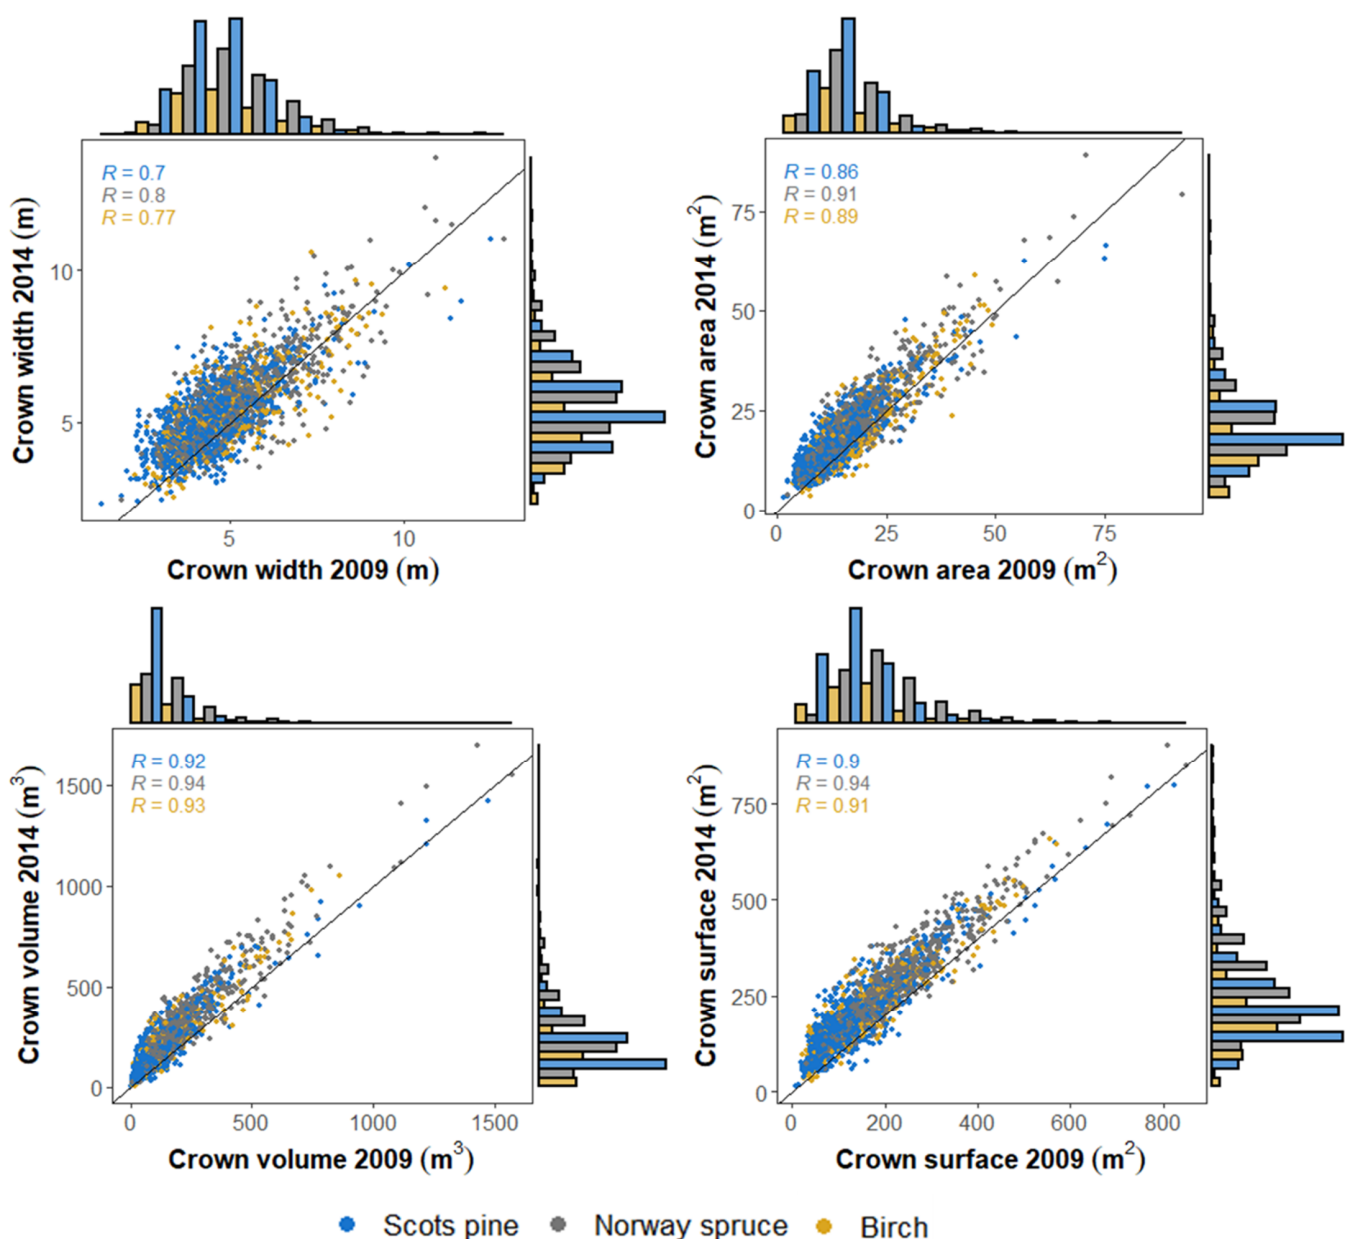 R = 0.7
R = 0.8
R = 0.77
Crown width 2014 (m)
10
5
5 10
Crown width 2009 (m)
R = 0.86
R = 0.91
R = 0.89
Crown area 2014 (m²)
75
50
25
0
0 25 50 75
Crown area 2009 (m²)
R = 0.92
R = 0.94
R = 0.93
Crown volume 2014 (m³)
1500
1000
500
0
0 500 1000 1500
Crown volume 2009 (m³)
R = 0.9
R = 0.94
R = 0.91
Crown surface 2014 (m²)
750
500
250
0
0 200 400 600 800
Crown surface 2009 (m²)
Scots pine Norway spruce Birch